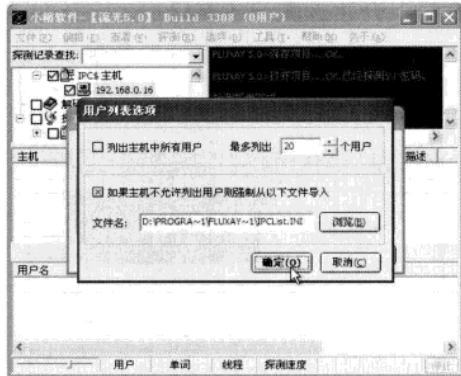 小榕软件-【流光5.0】 Build 3308 (0用户)
文件(F) 编辑(E) 查看(V) 探测(R) 选项(O) 工具(T) 帮助(H)
探测记录查找:
IPC$ 主机
192.168.0.16
主机
描述
用户列表选项
列出主机中所有用户 最多列出 20 个用户
如果主机不允许列出用户则强制从以下文件导入
文件名: D:\PROGRA~1\FLUXAY~1\IPCList.INI 浏览(B)
确定(O) 取消(C)
用户名
用户 单词 线程 探测速度